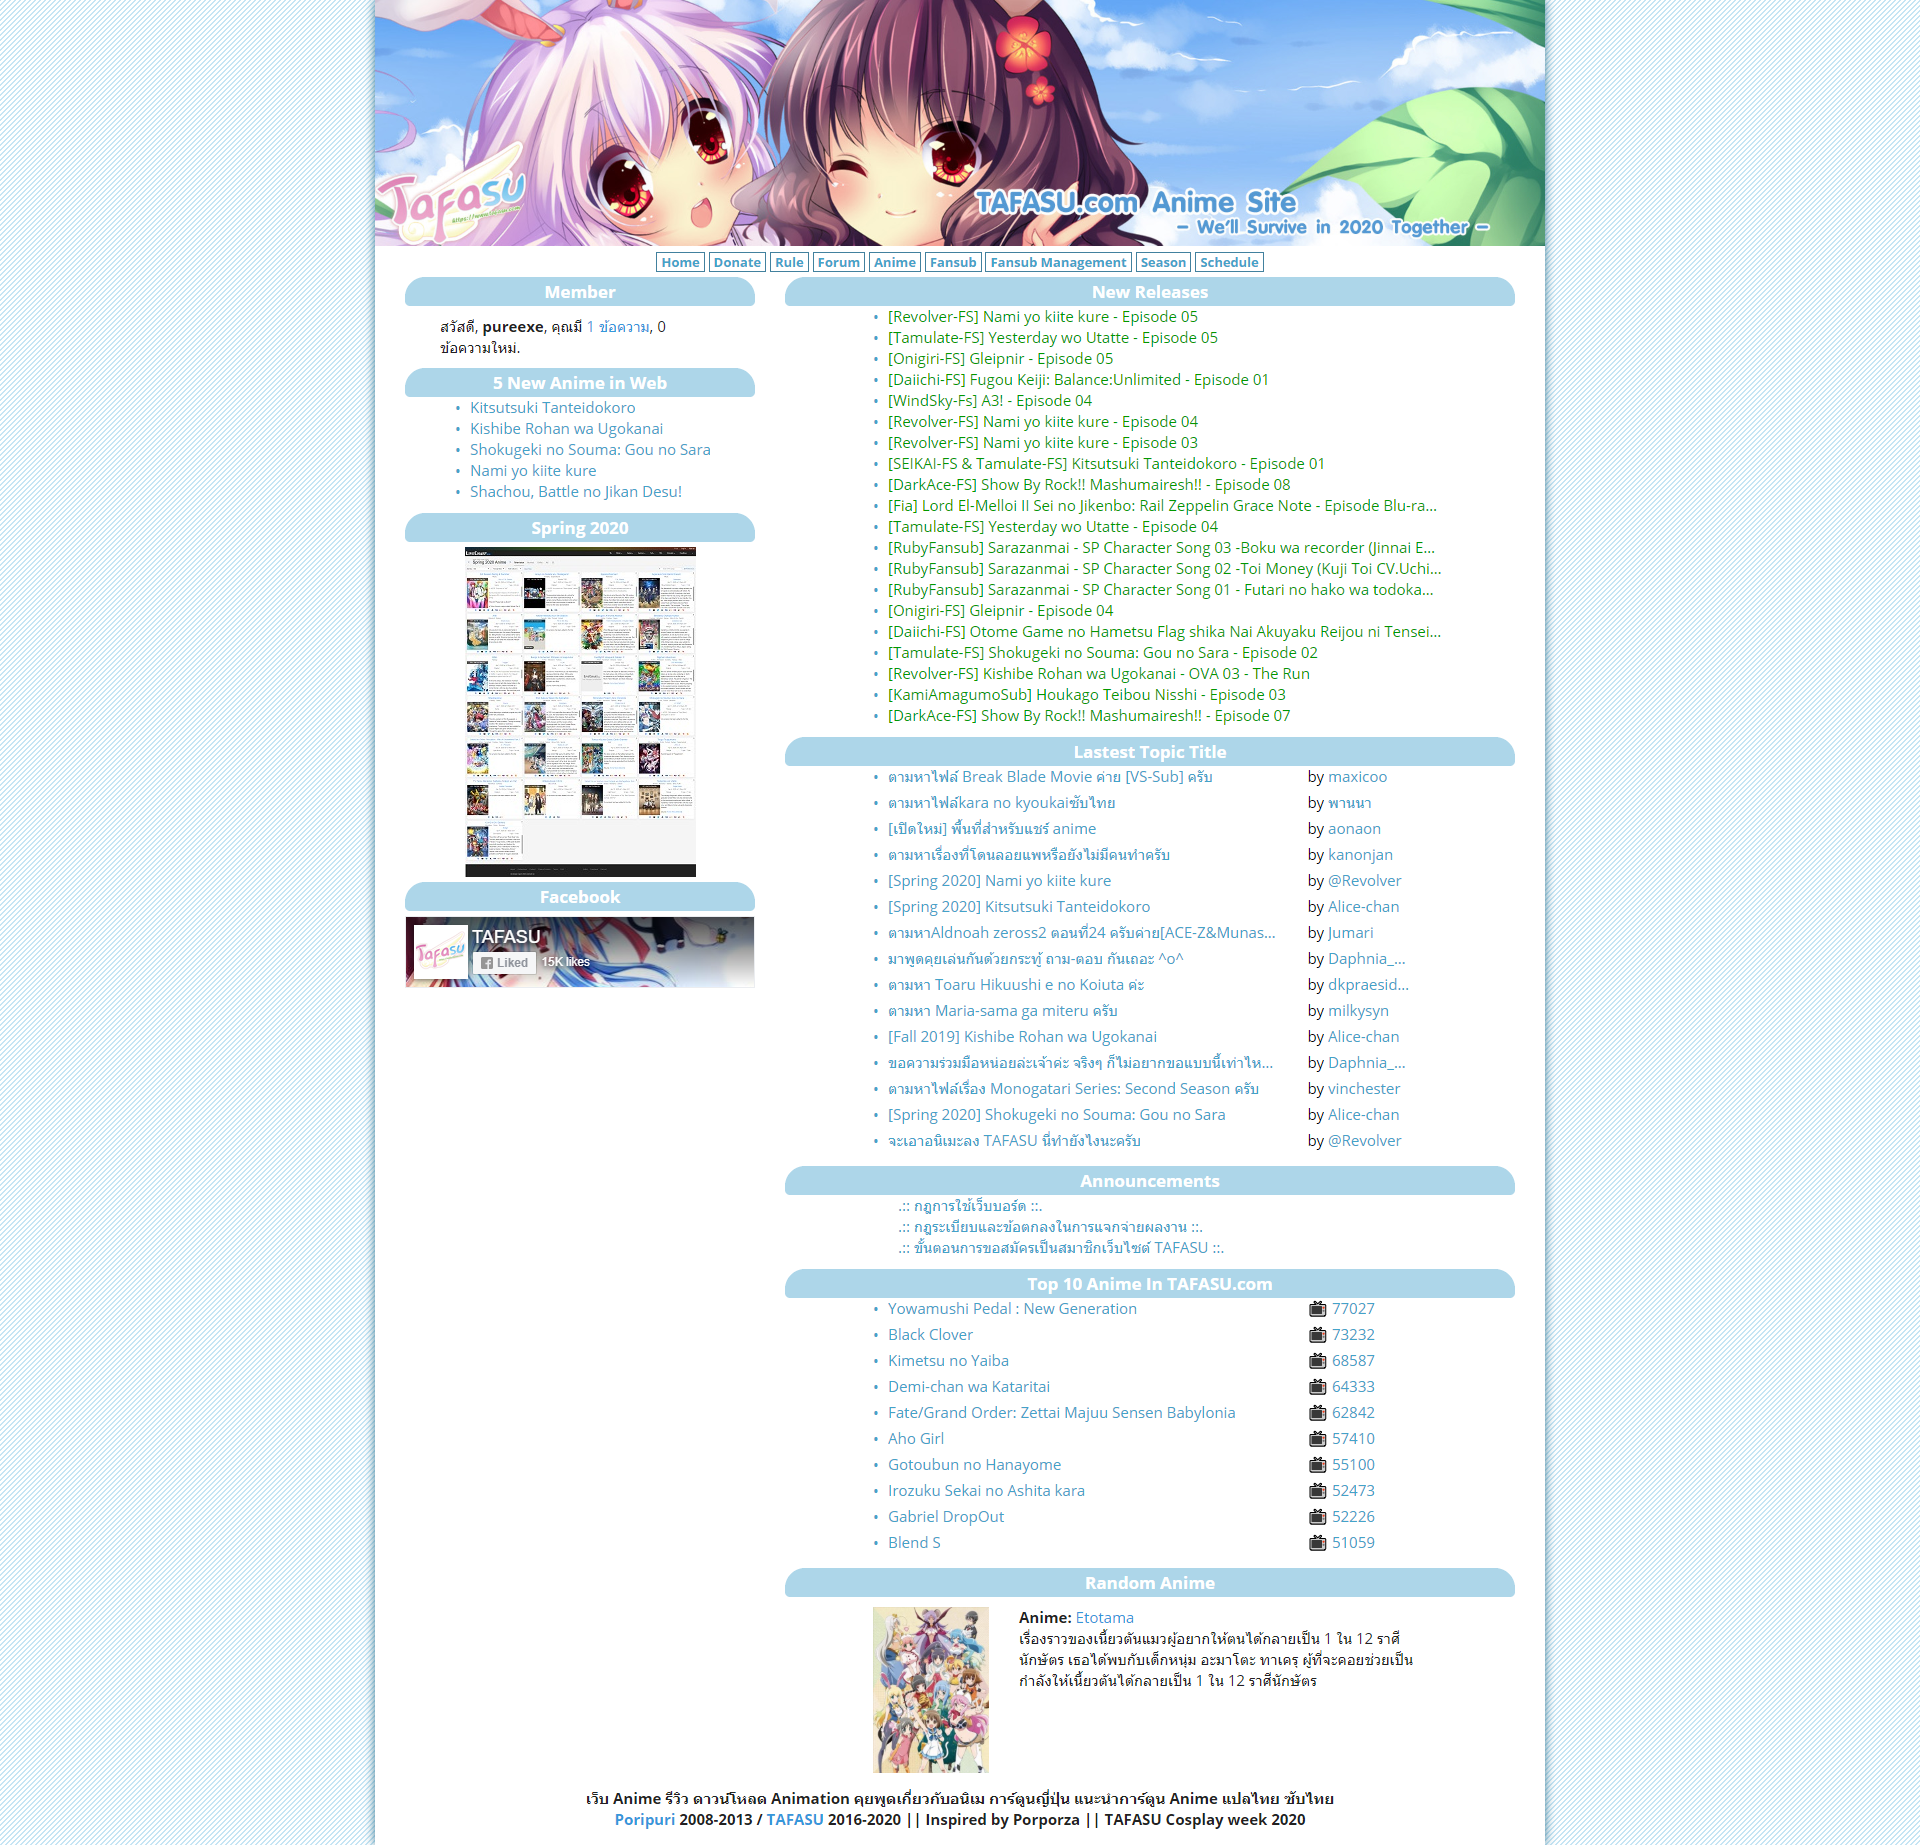 TAFASU
TAFASU.com Anime Site
- We'll Survive in 2020 Together -
Home Donate Rule Forum Anime Fansub Fansub Management Season Schedule
Member
สวัสดี, pureexe, คุณมี 1 ข้อความ, 0
ข้อความใหม่.
5 New Anime in Web
• Kitsutsuki Tanteidokoro
• Kishibe Rohan wa Ugokanai
• Shokugeki no Souma: Gou no Sara
• Nami yo kiite kure
• Shachou, Battle no Jikan Desu!
Spring 2020
Spring 2020 Anime
Facebook
TAFASU
TAFASU
Liked 15K likes
New Releases
• [Revolver-FS] Nami yo kiite kure - Episode 05
• [Tamulate-FS] Yesterday wo Utatte - Episode 05
• [Onigiri-FS] Gleipnir - Episode 05
• [Daiichi-FS] Fugou Keiji: Balance:Unlimited - Episode 01
• [WindSky-Fs] A3! - Episode 04
• [Revolver-FS] Nami yo kiite kure - Episode 04
• [Revolver-FS] Nami yo kiite kure - Episode 03
• [SEIKAI-FS & Tamulate-FS] Kitsutsuki Tanteidokoro - Episode 01
• [DarkAce-FS] Show By Rock!! Mashumairesh!! - Episode 08
• [Fia] Lord El-Melloi II Sei no Jikenbo: Rail Zeppelin Grace Note - Episode Blu-ra...
• [Tamulate-FS] Yesterday wo Utatte - Episode 04
• [RubyFansub] Sarazanmai - SP Character Song 03 -Boku wa recorder (Jinnai E...
• [RubyFansub] Sarazanmai - SP Character Song 02 -Toi Money (Kuji Toi CV.Uchi...
• [RubyFansub] Sarazanmai - SP Character Song 01 - Futari no hako wa todoka...
• [Onigiri-FS] Gleipnir - Episode 04
• [Daiichi-FS] Otome Game no Hametsu Flag shika Nai Akuyaku Reijou ni Tensei...
• [Tamulate-FS] Shokugeki no Souma: Gou no Sara - Episode 02
• [Revolver-FS] Kishibe Rohan wa Ugokanai - OVA 03 - The Run
• [KamiAmagumoSub] Houkago Teibou Nisshi - Episode 03
• [DarkAce-FS] Show By Rock!! Mashumairesh!! - Episode 07
Lastest Topic Title
• ตามหาไฟล์ Break Blade Movie ค่าย [VS-Sub] ครับ by maxicoo
• ตามหาไฟล์kara no kyoukaiซับไทย by พานนา
• [เปิดใหม่] พื้นที่สำหรับแชร์ anime by aonaon
• ตามหาเรื่องที่โดนลอยแพหรือยังไม่มีคนทำครับ by kanonjan
• [Spring 2020] Nami yo kiite kure by @Revolver
• [Spring 2020] Kitsutsuki Tanteidokoro by Alice-chan
• ตามหาAldnoah zeross2 ตอนที่24 ครับค่าย[ACE-Z&Munas... by Jumari
• มาพูดคุยเล่นกันด้วยกระทู้ ถาม-ตอบ กันเถอะ ^o^ by Daphnia_...
• ตามหา Toaru Hikuushi e no Koiuta ค่ะ by dkpraesid...
• ตามหา Maria-sama ga miteru ครับ by milkysyn
• [Fall 2019] Kishibe Rohan wa Ugokanai by Alice-chan
• ขอความร่วมมือหน่อยล่ะเจ้าค่ะ จริงๆ ก็ไม่อยากขอแบบนี้เท่าไห... by Daphnia_...
• ตามหาไฟล์เรื่อง Monogatari Series: Second Season ครับ by vinchester
• [Spring 2020] Shokugeki no Souma: Gou no Sara by Alice-chan
• จะเอาอนิเมะลง TAFASU นี่ทำยังไงนะครับ by @Revolver
Announcements
.:: กฎการใช้เว็บบอร์ด ::.
.:: กฎระเบียบและข้อตกลงในการแจกจ่ายผลงาน ::.
.:: ขั้นตอนการขอสมัครเป็นสมาชิกเว็บไซต์ TAFASU ::.
Top 10 Anime In TAFASU.com
• Yowamushi Pedal : New Generation 77027
• Black Clover 73232
• Kimetsu no Yaiba 68587
• Demi-chan wa Kataritai 64333
• Fate/Grand Order: Zettai Majuu Sensen Babylonia 62842
• Aho Girl 57410
• Gotoubun no Hanayome 55100
• Irozuku Sekai no Ashita kara 52473
• Gabriel DropOut 52226
• Blend S 51059
Random Anime
Anime: Etotama
เรื่องราวของเนี้ยวตันแมวผู้อยากให้ตนได้กลายเป็น 1 ใน 12 ราศี
นักษัตร เธอได้พบกับเด็กหนุ่ม อะมาโตะ ทาเครุ ผู้ที่จะคอยช่วยเป็น
กำลังให้เนี้ยวตันได้กลายเป็น 1 ใน 12 ราศีนักษัตร
เว็บ Anime รีวิว ดาวน์โหลด Animation คุยพูดเกี่ยวกับอนิเม การ์ตูนญี่ปุ่น แนะนำการ์ตูน Anime แปลไทย ซับไทย
Poripuri 2008-2013 / TAFASU 2016-2020 || Inspired by Porporza || TAFASU Cosplay week 2020